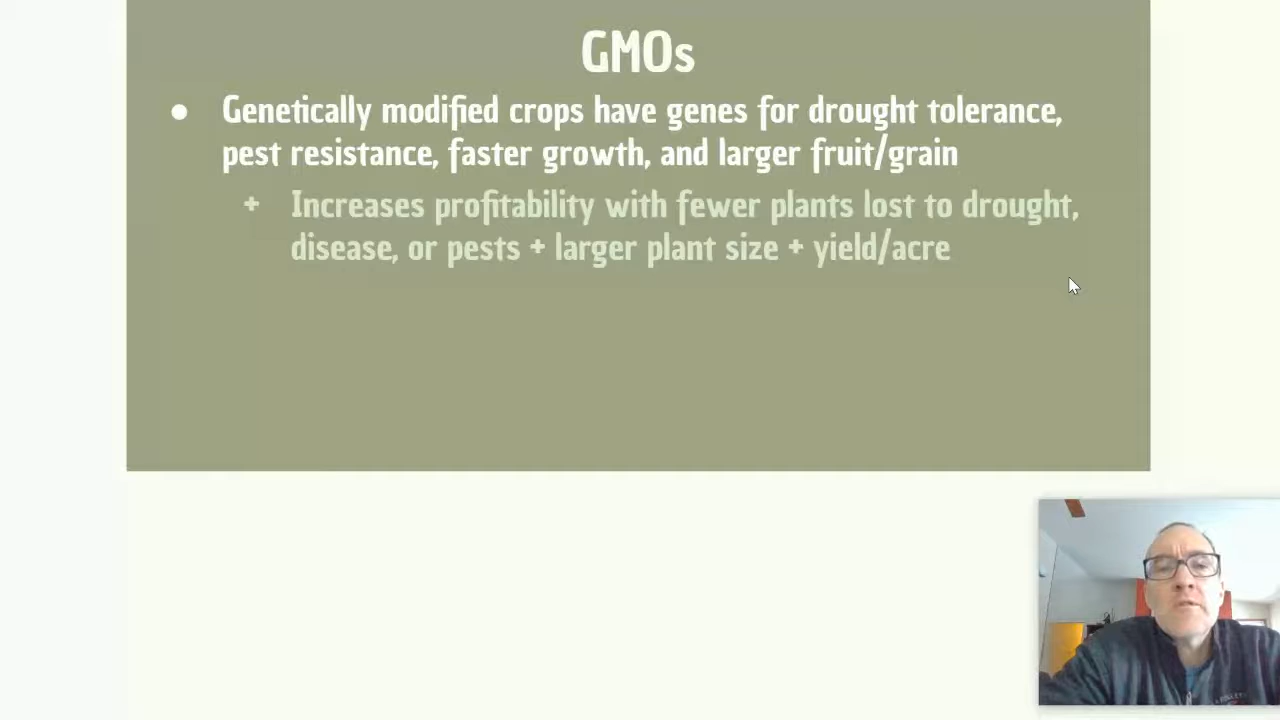 GMOs
● Genetically modified crops have genes for drought tolerance,
pest resistance, faster growth, and larger fruit/grain
+ Increases profitability with fewer plants lost to drought,
disease, or pests + larger plant size + yield/acre